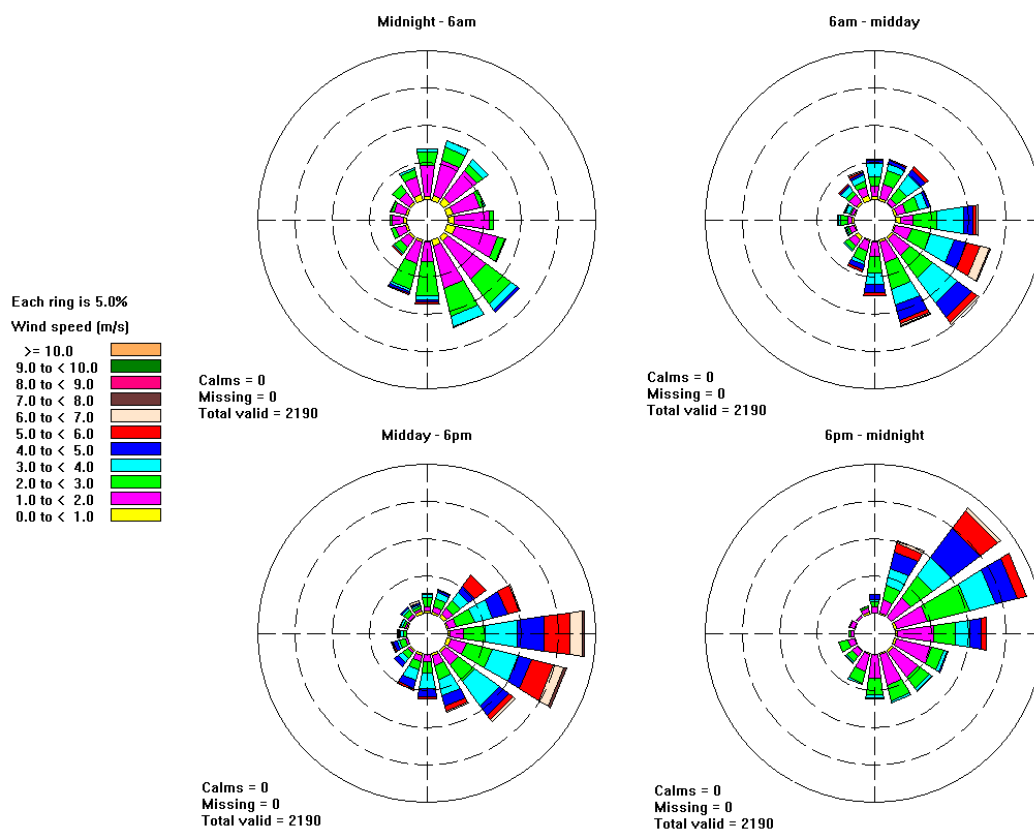 Midnight - 6am
6am - midday
Each ring is 5.0%
Wind speed (m/s)
>= 10.0
9.0 to < 10.0
8.0 to < 9.0
7.0 to < 8.0
6.0 to < 7.0
5.0 to < 6.0
4.0 to < 5.0
3.0 to < 4.0
2.0 to < 3.0
1.0 to < 2.0
0.0 to < 1.0
Calms = 0
Missing = 0
Total valid = 2190
Calms = 0
Missing = 0
Total valid = 2190
Midday - 6pm
6pm - midnight
Calms = 0
Missing = 0
Total valid = 2190
Calms = 0
Missing = 0
Total valid = 2190